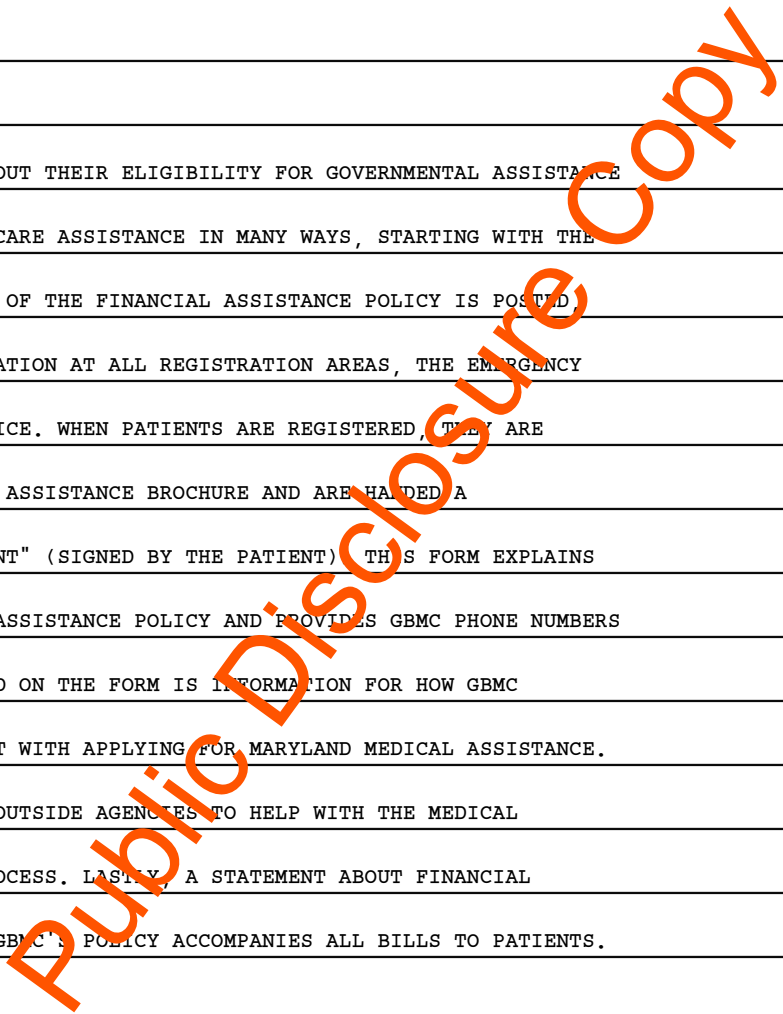 OUT THEIR ELIGIBILITY FOR GOVERNMENTAL ASSISTANCE
CARE ASSISTANCE IN MANY WAYS, STARTING WITH THE
OF THE FINANCIAL ASSISTANCE POLICY IS POSTED,
ATION AT ALL REGISTRATION AREAS, THE EMERGENCY
ICE. WHEN PATIENTS ARE REGISTERED, THEY ARE
ASSISTANCE BROCHURE AND ARE HANDED A
NT" (SIGNED BY THE PATIENT). THIS FORM EXPLAINS
ASSISTANCE POLICY AND PROVIDES GBMC PHONE NUMBERS
D ON THE FORM IS INFORMATION FOR HOW GBMC
T WITH APPLYING FOR MARYLAND MEDICAL ASSISTANCE.
OUTSIDE AGENCIES TO HELP WITH THE MEDICAL
OCESS. LASTLY, A STATEMENT ABOUT FINANCIAL
GBMC'S POLICY ACCOMPANIES ALL BILLS TO PATIENTS.
Public Disclosure Copy